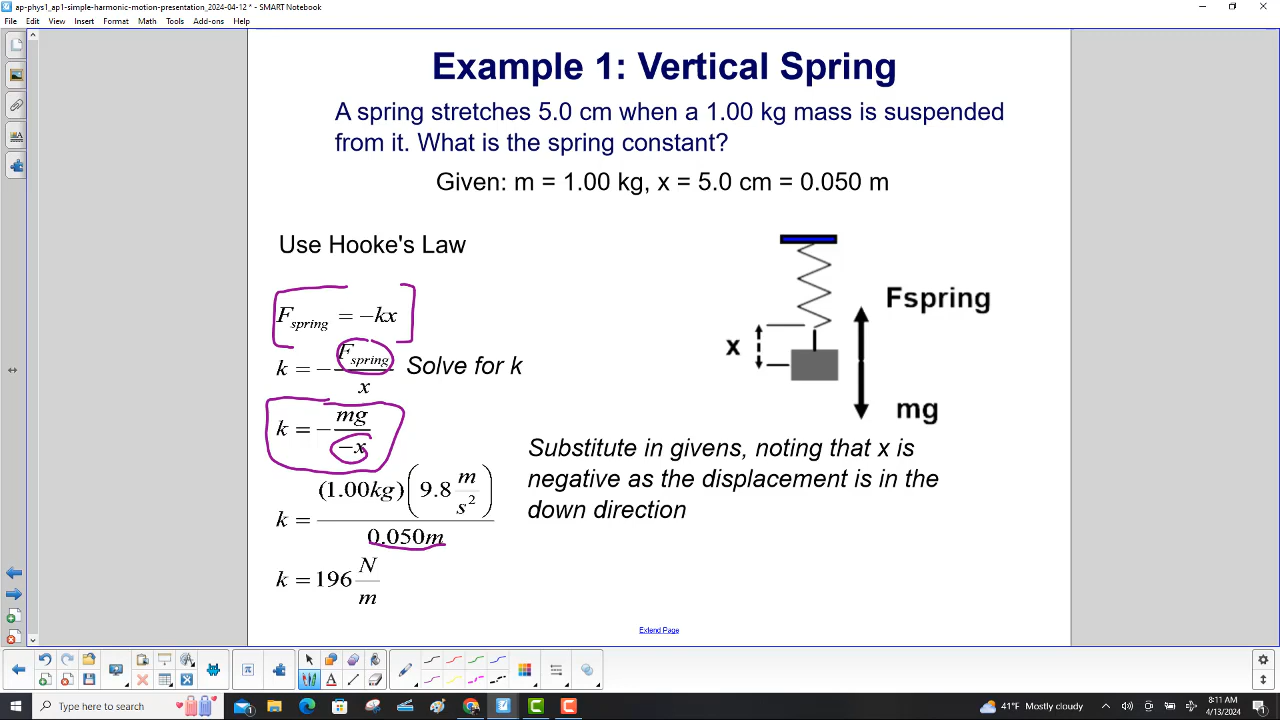 ap-phys1_ap1-simple-harmonic-motion-presentation_2024-04-12 * - SMART Notebook
File Edit View Insert Format Math Tools Add-ons Help
Example 1: Vertical Spring
A spring stretches 5.0 cm when a 1.00 kg mass is suspended
from it. What is the spring constant?
Given: m = 1.00 kg, x = 5.0 cm = 0.050 m
Use Hooke's Law
F_spring = -kx
k = - F_spring / x Solve for k
k = - mg / -x
k = (1.00kg)(9.8 m/s²) / 0.050m
k = 196 N/m
Fspring
x
mg
Substitute in givens, noting that x is
negative as the displacement is in the
down direction
Extend Page
Type here to search
41°F Mostly cloudy
8:11 AM
4/13/2024